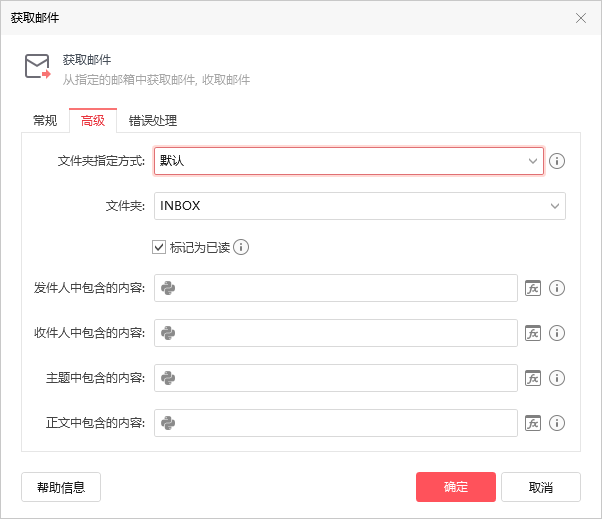 获取邮件
获取邮件
从指定的邮箱中获取邮件, 收取邮件
常规 高级 错误处理
文件夹指定方式: 默认
文件夹: INBOX
标记为已读
发件人中包含的内容: fx
收件人中包含的内容: fx
主题中包含的内容: fx
正文中包含的内容: fx
帮助信息 确定 取消